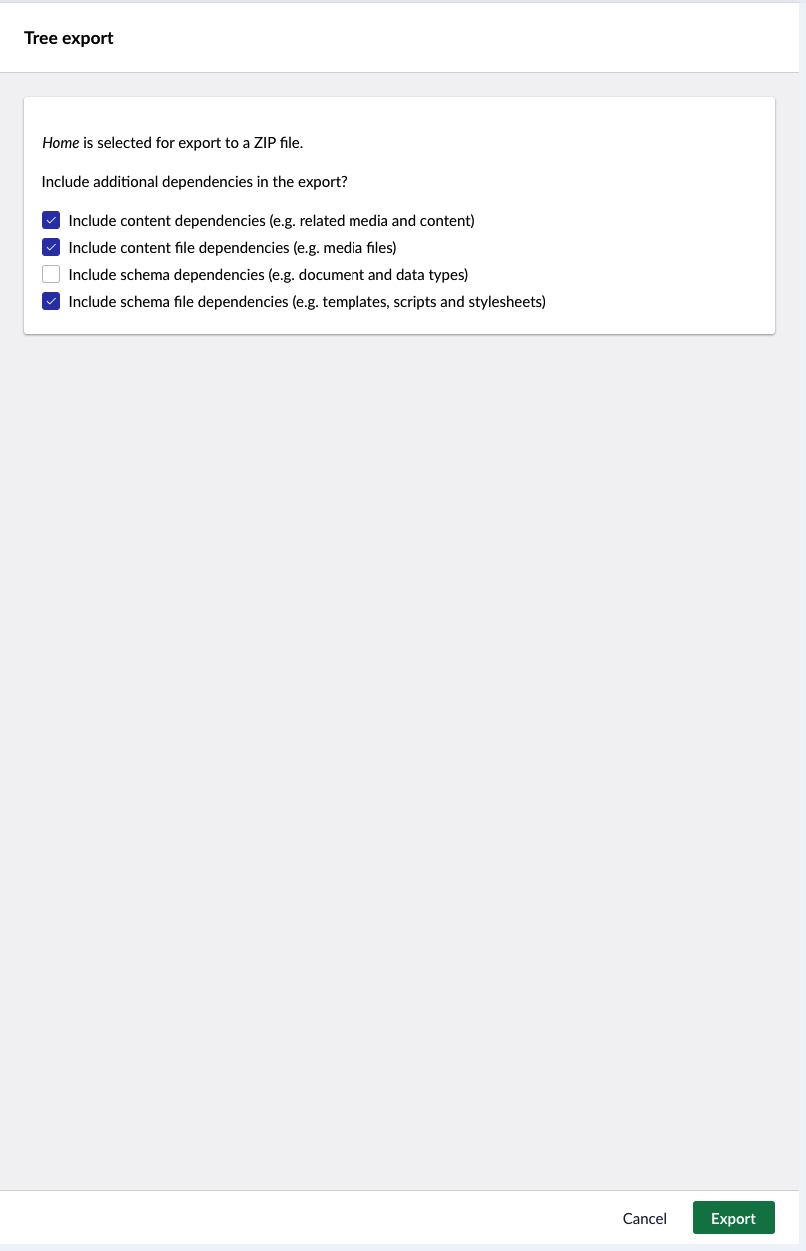 Tree export
Home is selected for export to a ZIP file.
Include additional dependencies in the export?
Include content dependencies (e.g. related media and content)
Include content file dependencies (e.g. media files)
Include schema dependencies (e.g. document and data types)
Include schema file dependencies (e.g. templates, scripts and stylesheets)
Cancel
Export